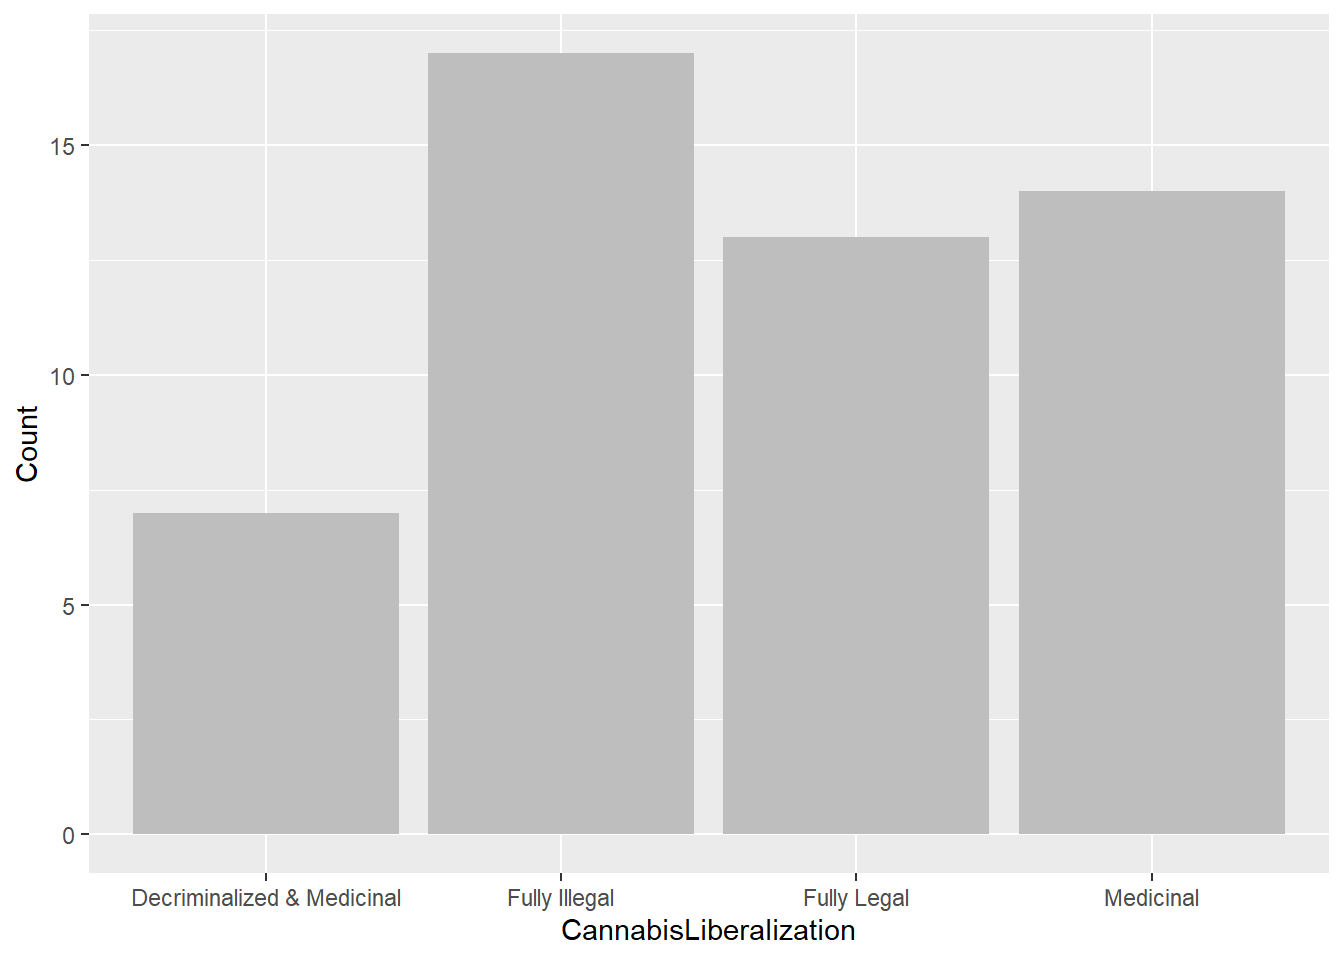 15
10
5
0
Count
Decriminalized & Medicinal
Fully Illegal
Fully Legal
Medicinal
CannabisLiberalization